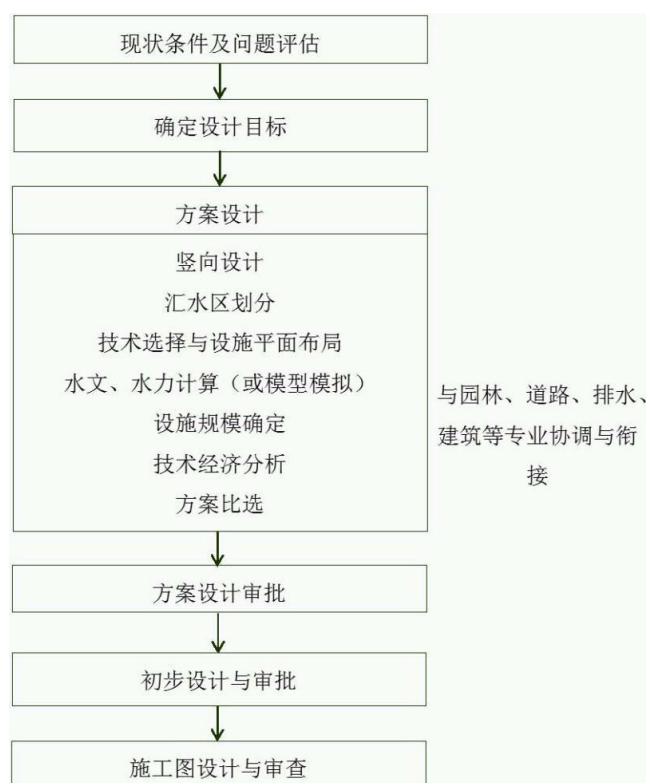 现状条件及问题评估
确定设计目标
方案设计
竖向设计
汇水区划分
技术选择与设施平面布局
水文、水力计算（或模型模拟）
设施规模确定
技术经济分析
方案比选
与园林、道路、排水、
建筑等专业协调与衔
接
方案设计审批
初步设计与审批
施工图设计与审查